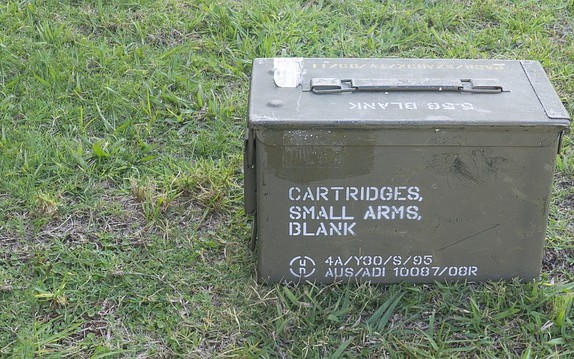 5.56 BLANK
CARTRIDGES,
SMALL ARMS,
BLANK
H
4A/Y30/S/95
AUS/ADI 10087/08R